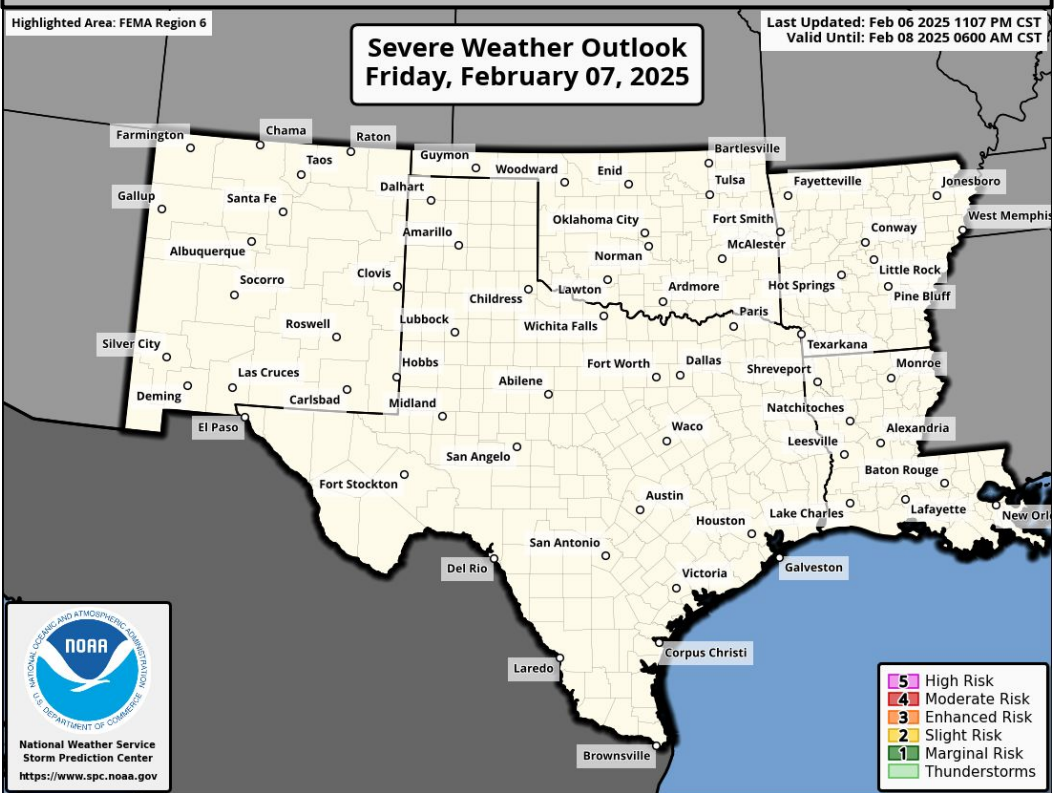 Highlighted Area: FEMA Region 6
Last Updated: Feb 06 2025 1107 PM CST
Valid Until: Feb 08 2025 0600 AM CST
Severe Weather Outlook
Friday, February 07, 2025
Farmington
Chama
Raton
Taos
Guymon
Woodward
Enid
Bartlesville
Tulsa
Fayetteville
Jonesboro
Gallup
Santa Fe
Dalhart
Oklahoma City
Fort Smith
West Memphis
Albuquerque
Amarillo
Norman
McAlester
Conway
Socorro
Clovis
Childress
Lawton
Ardmore
Hot Springs
Little Rock
Pine Bluff
Roswell
Lubbock
Wichita Falls
Paris
Silver City
Texarkana
Las Cruces
Hobbs
Fort Worth
Dallas
Shreveport
Monroe
Deming
Carlsbad
Midland
Abilene
Natchitoches
El Paso
Waco
Leesville
Alexandria
San Angelo
Fort Stockton
Baton Rouge
Austin
Houston
Lake Charles
Lafayette
New Orl
San Antonio
Del Rio
Galveston
Victoria
Corpus Christi
Laredo
Brownsville
NATIONAL OCEANIC AND ATMOSPHERIC ADMINISTRATION
NOAA
U.S. DEPARTMENT OF COMMERCE
National Weather Service
Storm Prediction Center
https://www.spc.noaa.gov
5 High Risk
4 Moderate Risk
3 Enhanced Risk
2 Slight Risk
1 Marginal Risk
Thunderstorms